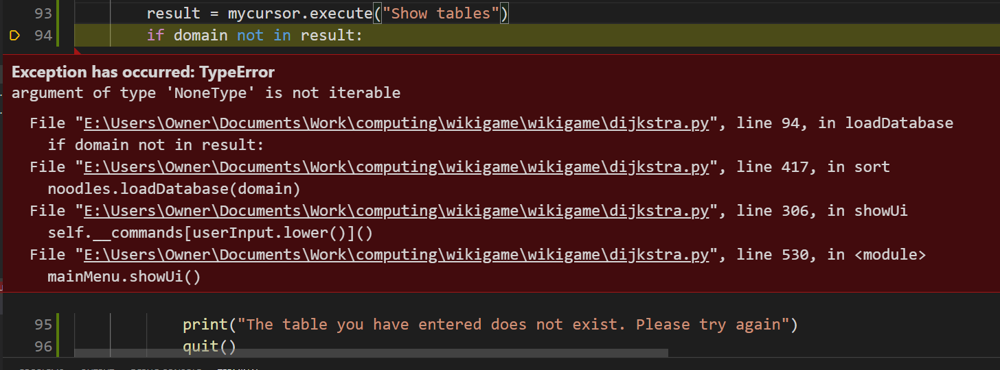 93 result = mycursor.execute("Show tables")
94 if domain not in result:
Exception has occurred: TypeError
argument of type 'NoneType' is not iterable
File "E:\Users\Owner\Documents\Work\computing\wikigame\wikigame\dijkstra.py", line 94, in loadDatabase
if domain not in result:
File "E:\Users\Owner\Documents\Work\computing\wikigame\wikigame\dijkstra.py", line 417, in sort
noodles.loadDatabase(domain)
File "E:\Users\Owner\Documents\Work\computing\wikigame\wikigame\dijkstra.py", line 306, in showUi
self.__commands[userInput.lower()]()
File "E:\Users\Owner\Documents\Work\computing\wikigame\wikigame\dijkstra.py", line 530, in <module>
mainMenu.showUi()
95 print("The table you have entered does not exist. Please try again")
96 quit()